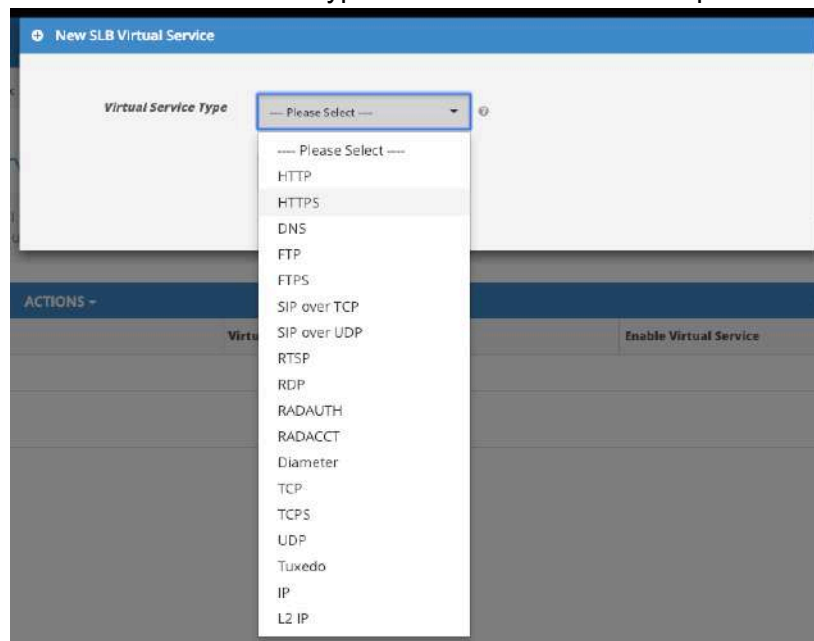 New SLB Virtual Service
Virtual Service Type
---- Please Select ----
---- Please Select ----
HTTP
HTTPS
DNS
FTP
FTPS
SIP over TCP
SIP over UDP
RTSP
RDP
RADAUTH
RADACCT
Diameter
TCP
TCPS
UDP
Tuxedo
IP
L2 IP
ACTIONS
Virtu
Enable Virtual Service